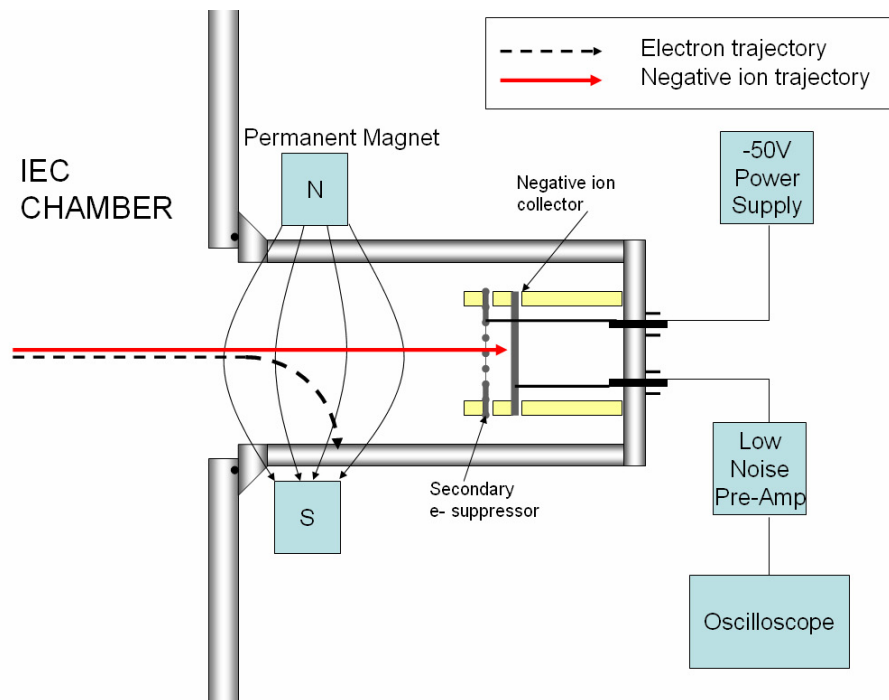 Electron trajectory
Negative ion trajectory
Permanent Magnet
IEC
CHAMBER
N
Negative ion
collector
-50V
Power
Supply
Secondary
e- suppressor
S
Low
Noise
Pre-Amp
Oscilloscope